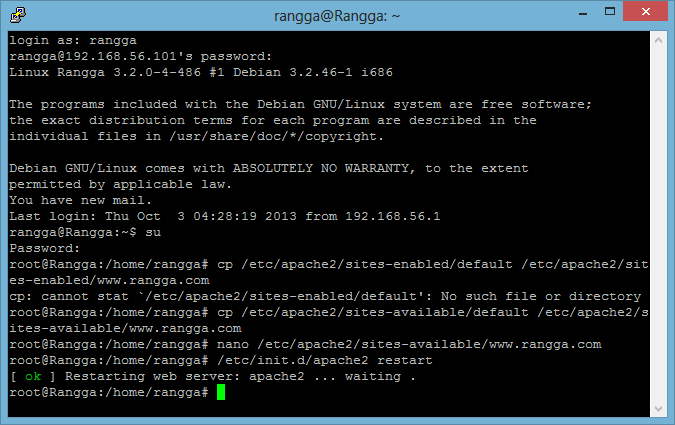 rangga@Rangga: ~
login as: rangga
rangga@192.168.56.101's password:
Linux Rangga 3.2.0-4-486 #1 Debian 3.2.46-1 i686
The programs included with the Debian GNU/Linux system are free software;
the exact distribution terms for each program are described in the
individual files in /usr/share/doc/*/copyright.
Debian GNU/Linux comes with ABSOLUTELY NO WARRANTY, to the extent
permitted by applicable law.
You have new mail.
Last login: Thu Oct  3 04:28:19 2013 from 192.168.56.1
rangga@Rangga:~$ su
Password:
root@Rangga:/home/rangga# cp /etc/apache2/sites-enabled/default /etc/apache2/sit
es-enabled/www.rangga.com
cp: cannot stat `/etc/apache2/sites-enabled/default': No such file or directory
root@Rangga:/home/rangga# cp /etc/apache2/sites-available/default /etc/apache2/s
ites-available/www.rangga.com
root@Rangga:/home/rangga# nano /etc/apache2/sites-available/www.rangga.com
root@Rangga:/home/rangga# /etc/init.d/apache2 restart
[ ok ] Restarting web server: apache2 ... waiting .
root@Rangga:/home/rangga#